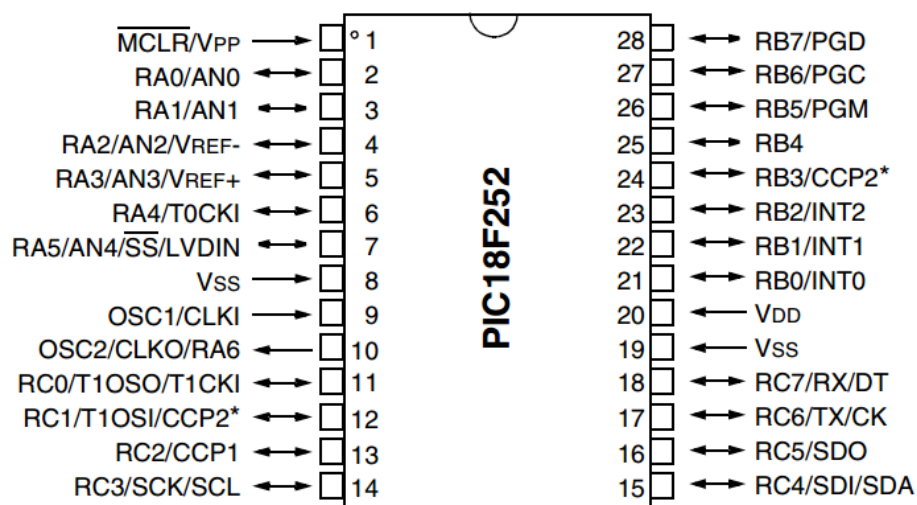 MCLR/VPP 1 28 RB7/PGD
RA0/AN0 2 27 RB6/PGC
RA1/AN1 3 26 RB5/PGM
RA2/AN2/VREF- 4 25 RB4
RA3/AN3/VREF+ 5 24 RB3/CCP2*
RA4/T0CKI 6 23 RB2/INT2
RA5/AN4/SS/LVDIN 7 22 RB1/INT1
VSS 8 21 RB0/INT0
OSC1/CLKI 9 20 VDD
OSC2/CLKO/RA6 10 19 VSS
RC0/T1OSO/T1CKI 11 18 RC7/RX/DT
RC1/T1OSI/CCP2* 12 17 RC6/TX/CK
RC2/CCP1 13 16 RC5/SDO
RC3/SCK/SCL 14 15 RC4/SDI/SDA
PIC18F252